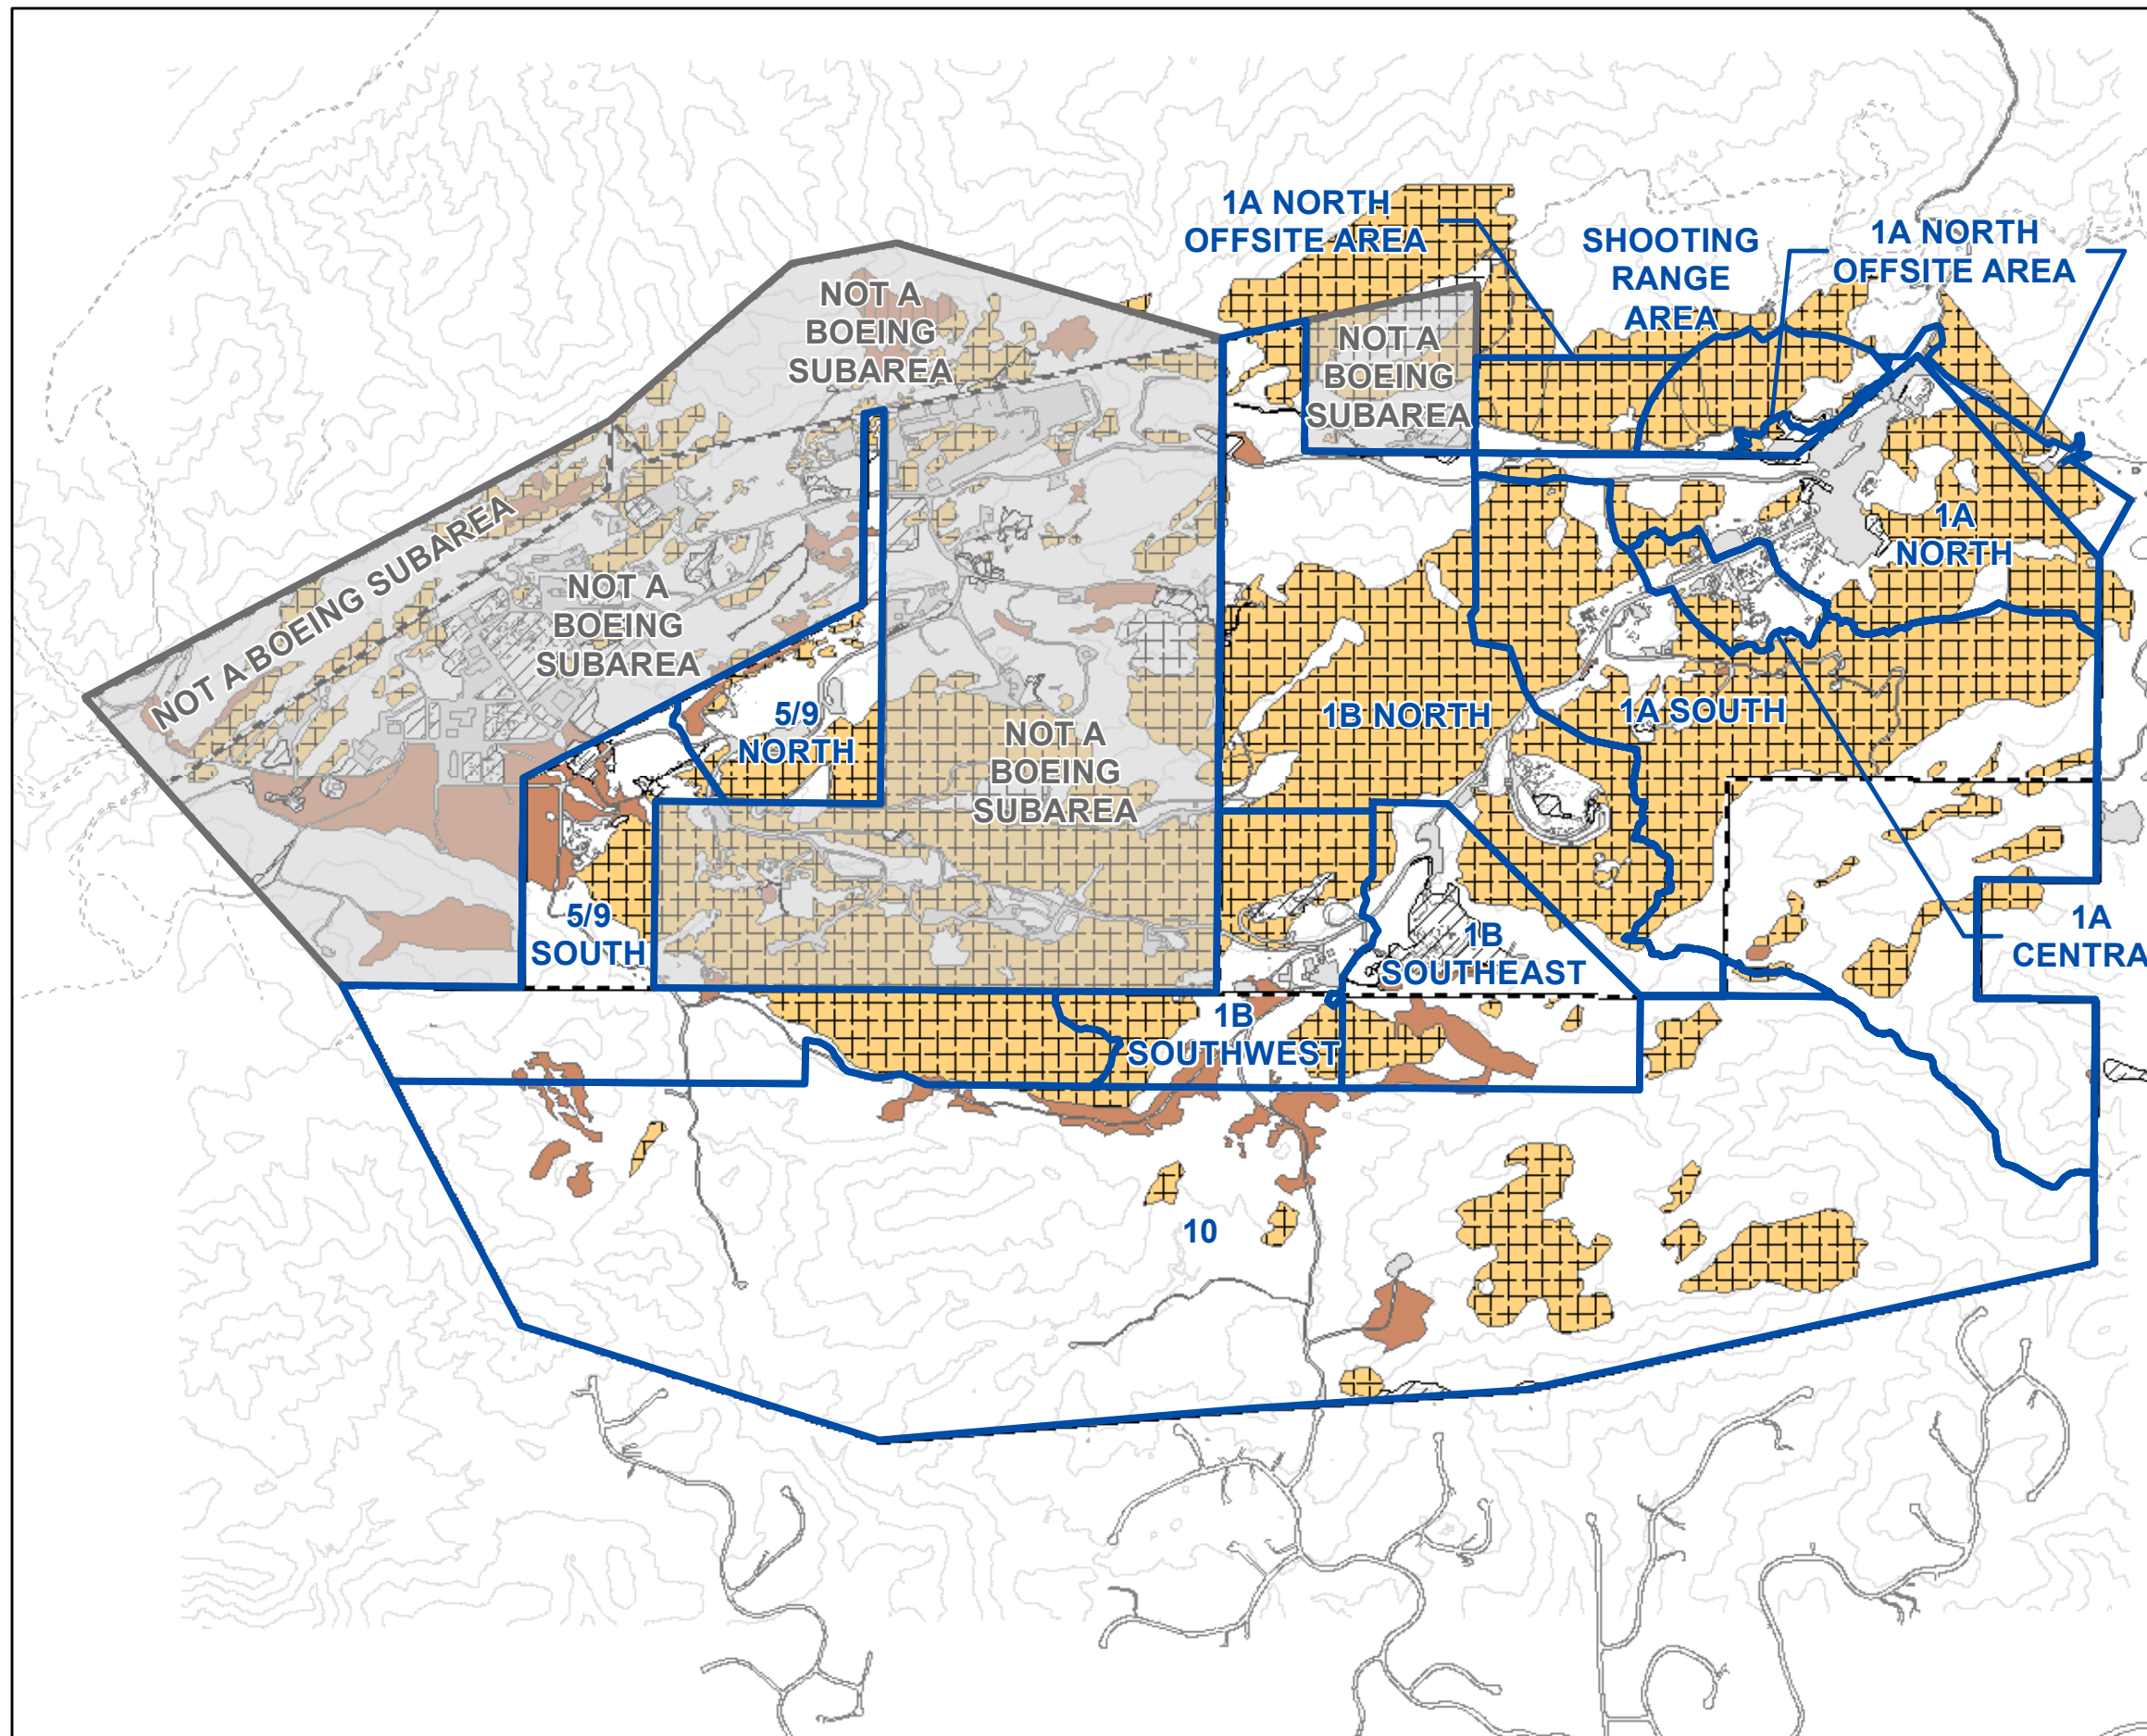 1A NORTH
OFFSITE AREA
SHOOTING
RANGE
AREA
1A NORTH
OFFSITE AREA
NOT A
BOEING
SUBAREA
NOT A
BOEING
SUBAREA
NOT A BOEING SUBAREA
NOT A
BOEING
SUBAREA
1A
NORTH
5/9
NORTH
NOT A
BOEING
SUBAREA
1B NORTH
1A SOUTH
5/9
SOUTH
1B
SOUTHEAST
1A
CENTRA
1B
SOUTHWEST
10